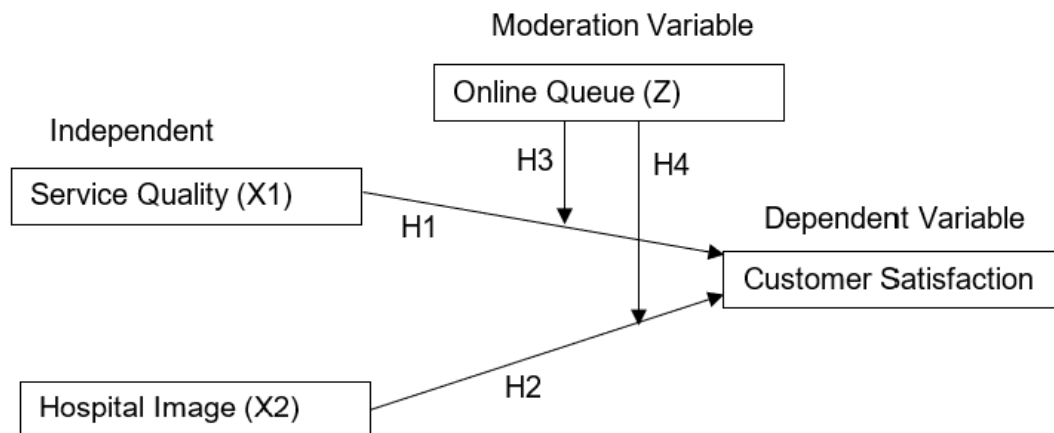 Moderation Variable
Online Queue (Z)
Independent
H3
H4
Service Quality (X1)
H1
Dependent Variable
Customer Satisfaction
H2
Hospital Image (X2)